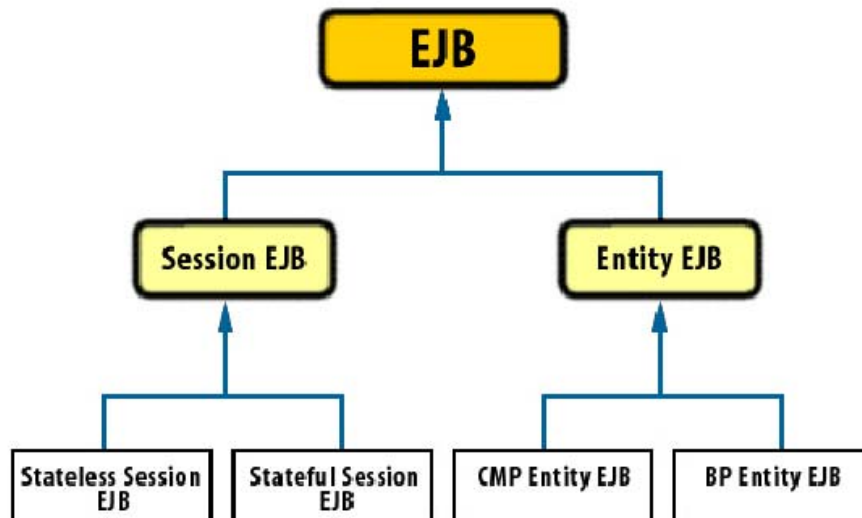 EJB
Session EJB
Entity EJB
Stateless Session
EJB
Stateful Session
EJB
CMP Entity EJB
BP Entity EJB